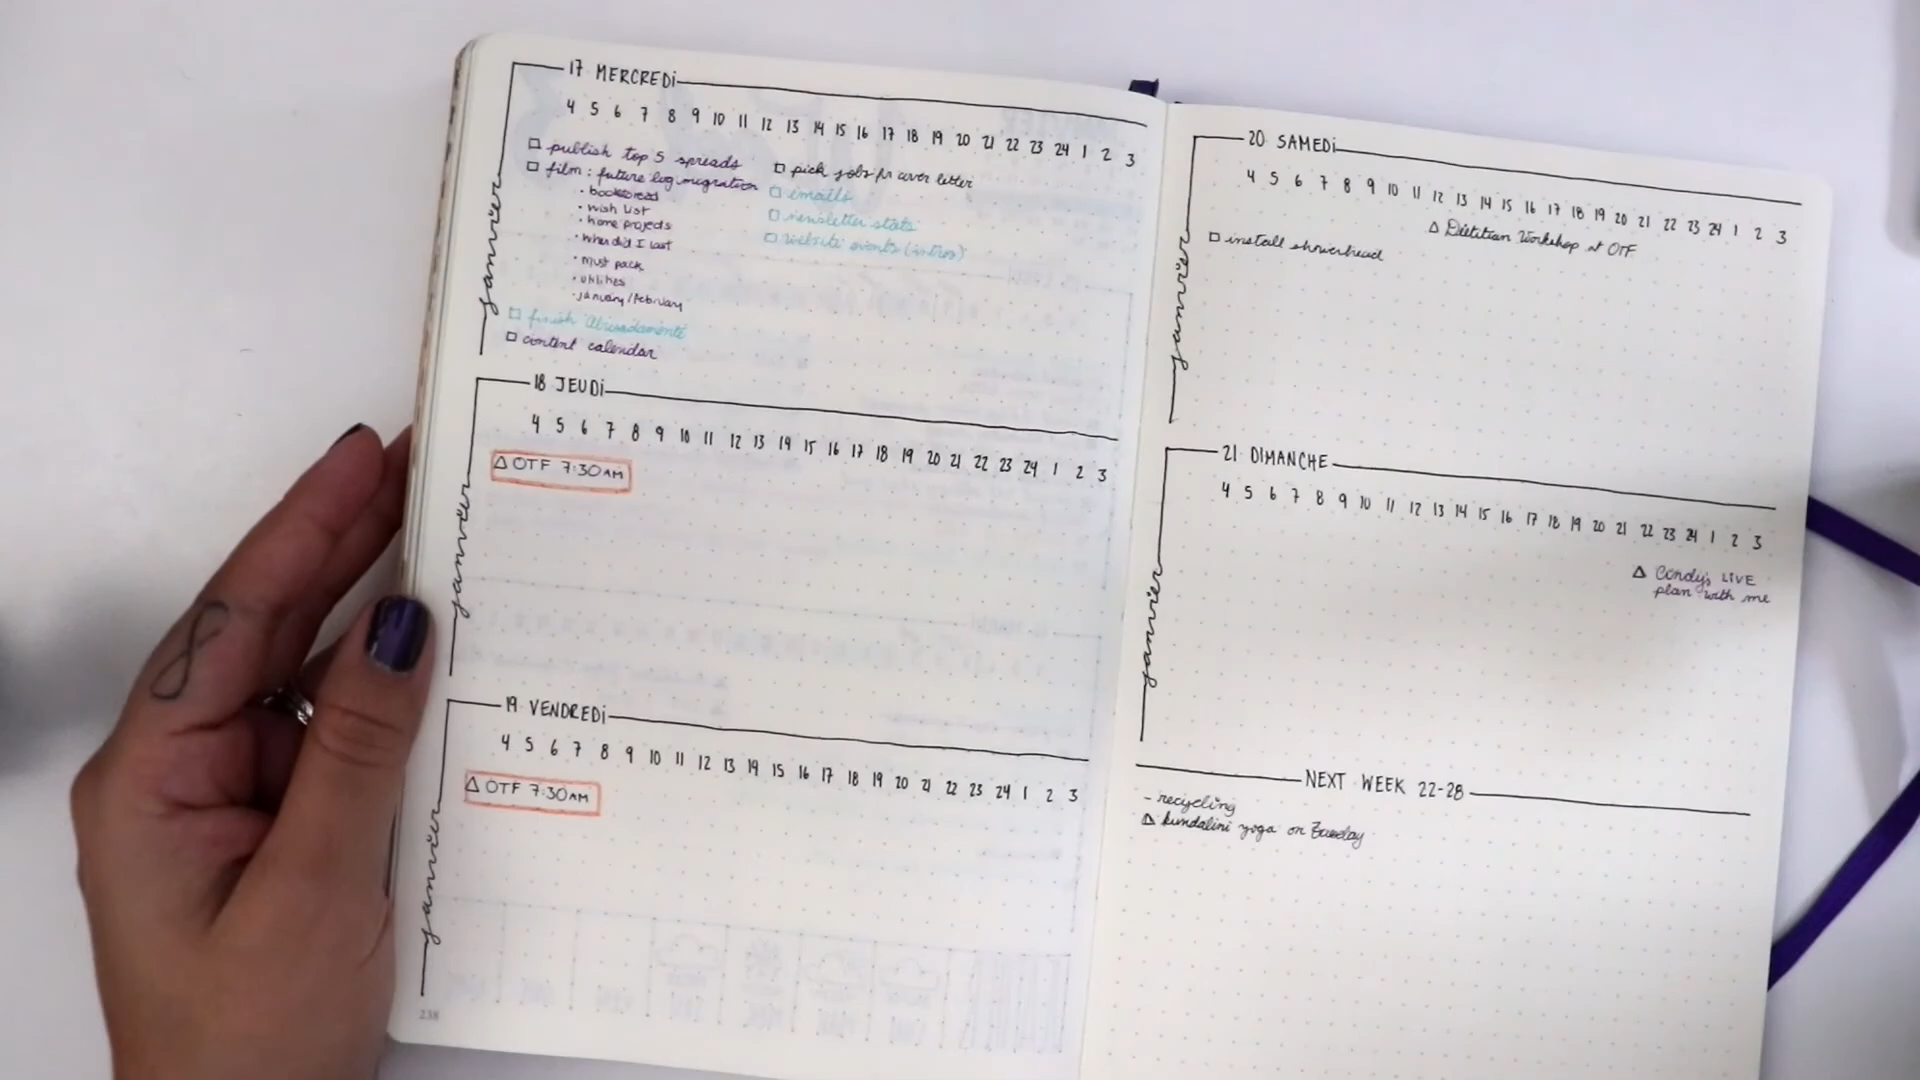 17 MERCREDi
4 5 6 7 8 9 10 11 12 13 14 15 16 17 18 19 20 21 22 23 24 1 2 3
janvier
publish top 5 spreads
film: future log migration
• wish list
• home projects
• when did I last
• must pack
• utilities
• january/february
finish
content calendar
pick jobs for cover letter
emails
newsletter stats
website events (intros)
18 JEUDi
4 5 6 7 8 9 10 11 12 13 14 15 16 17 18 19 20 21 22 23 24 1 2 3
janvier
△ OTF 7:30AM
19 VENDREDi
4 5 6 7 8 9 10 11 12 13 14 15 16 17 18 19 20 21 22 23 24 1 2 3
janvier
△ OTF 7:30AM
238
20 SAMEDi
4 5 6 7 8 9 10 11 12 13 14 15 16 17 18 19 20 21 22 23 24 1 2 3
janvier
△ Dietitian Workshop at OTF
install showerhead
21 DIMANCHE
4 5 6 7 8 9 10 11 12 13 14 15 16 17 18 19 20 21 22 23 24 1 2 3
janvier
△ Cindy's LIVE
plan with me
NEXT WEEK 22-28
- recycling
△ kundalini yoga on Tuesday